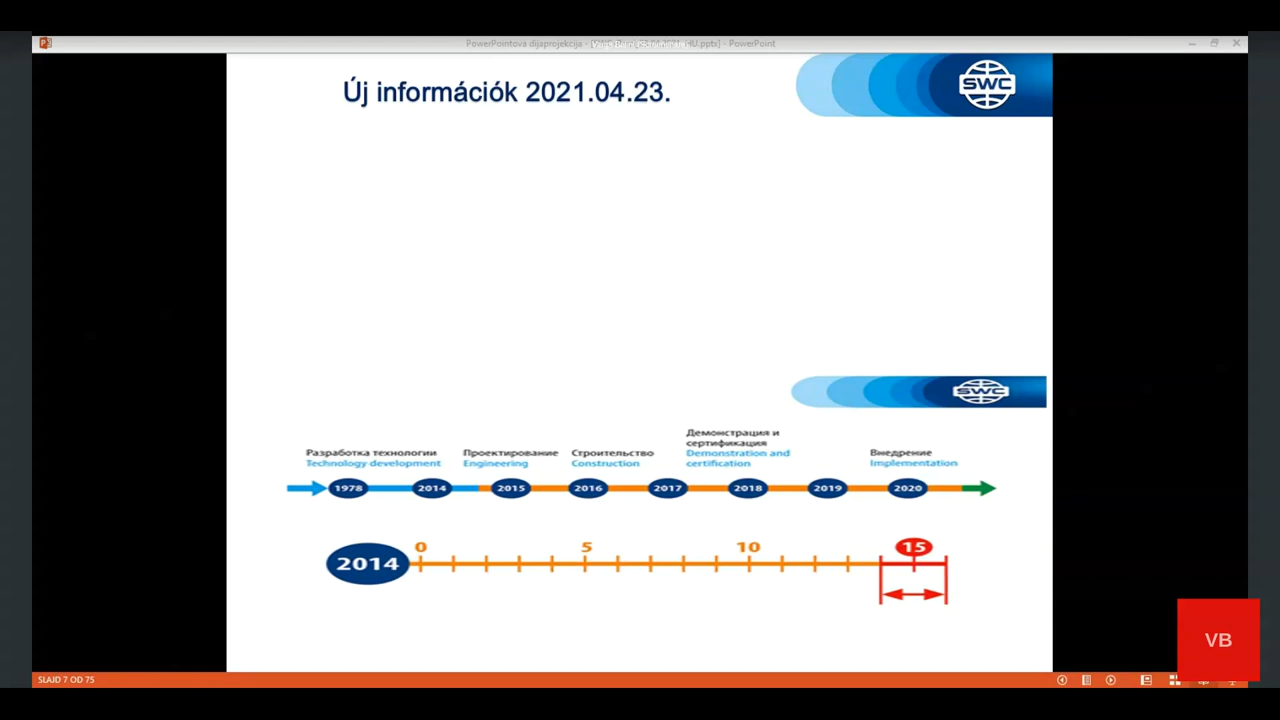 PowerPointova dijaprojekcija - HU.pptx] - PowerPoint
Új információk 2021.04.23.
SWC
SWC
Разработка технологии
Technology development
Проектирование
Engineering
Строительство
Construction
Демонстрация и
сертификация
Demonstration and
certification
Внедрение
Implementation
1978 2014 2015 2016 2017 2018 2019 2020
0 5 10 15
2014
VB
SLAJD 7 OD 75